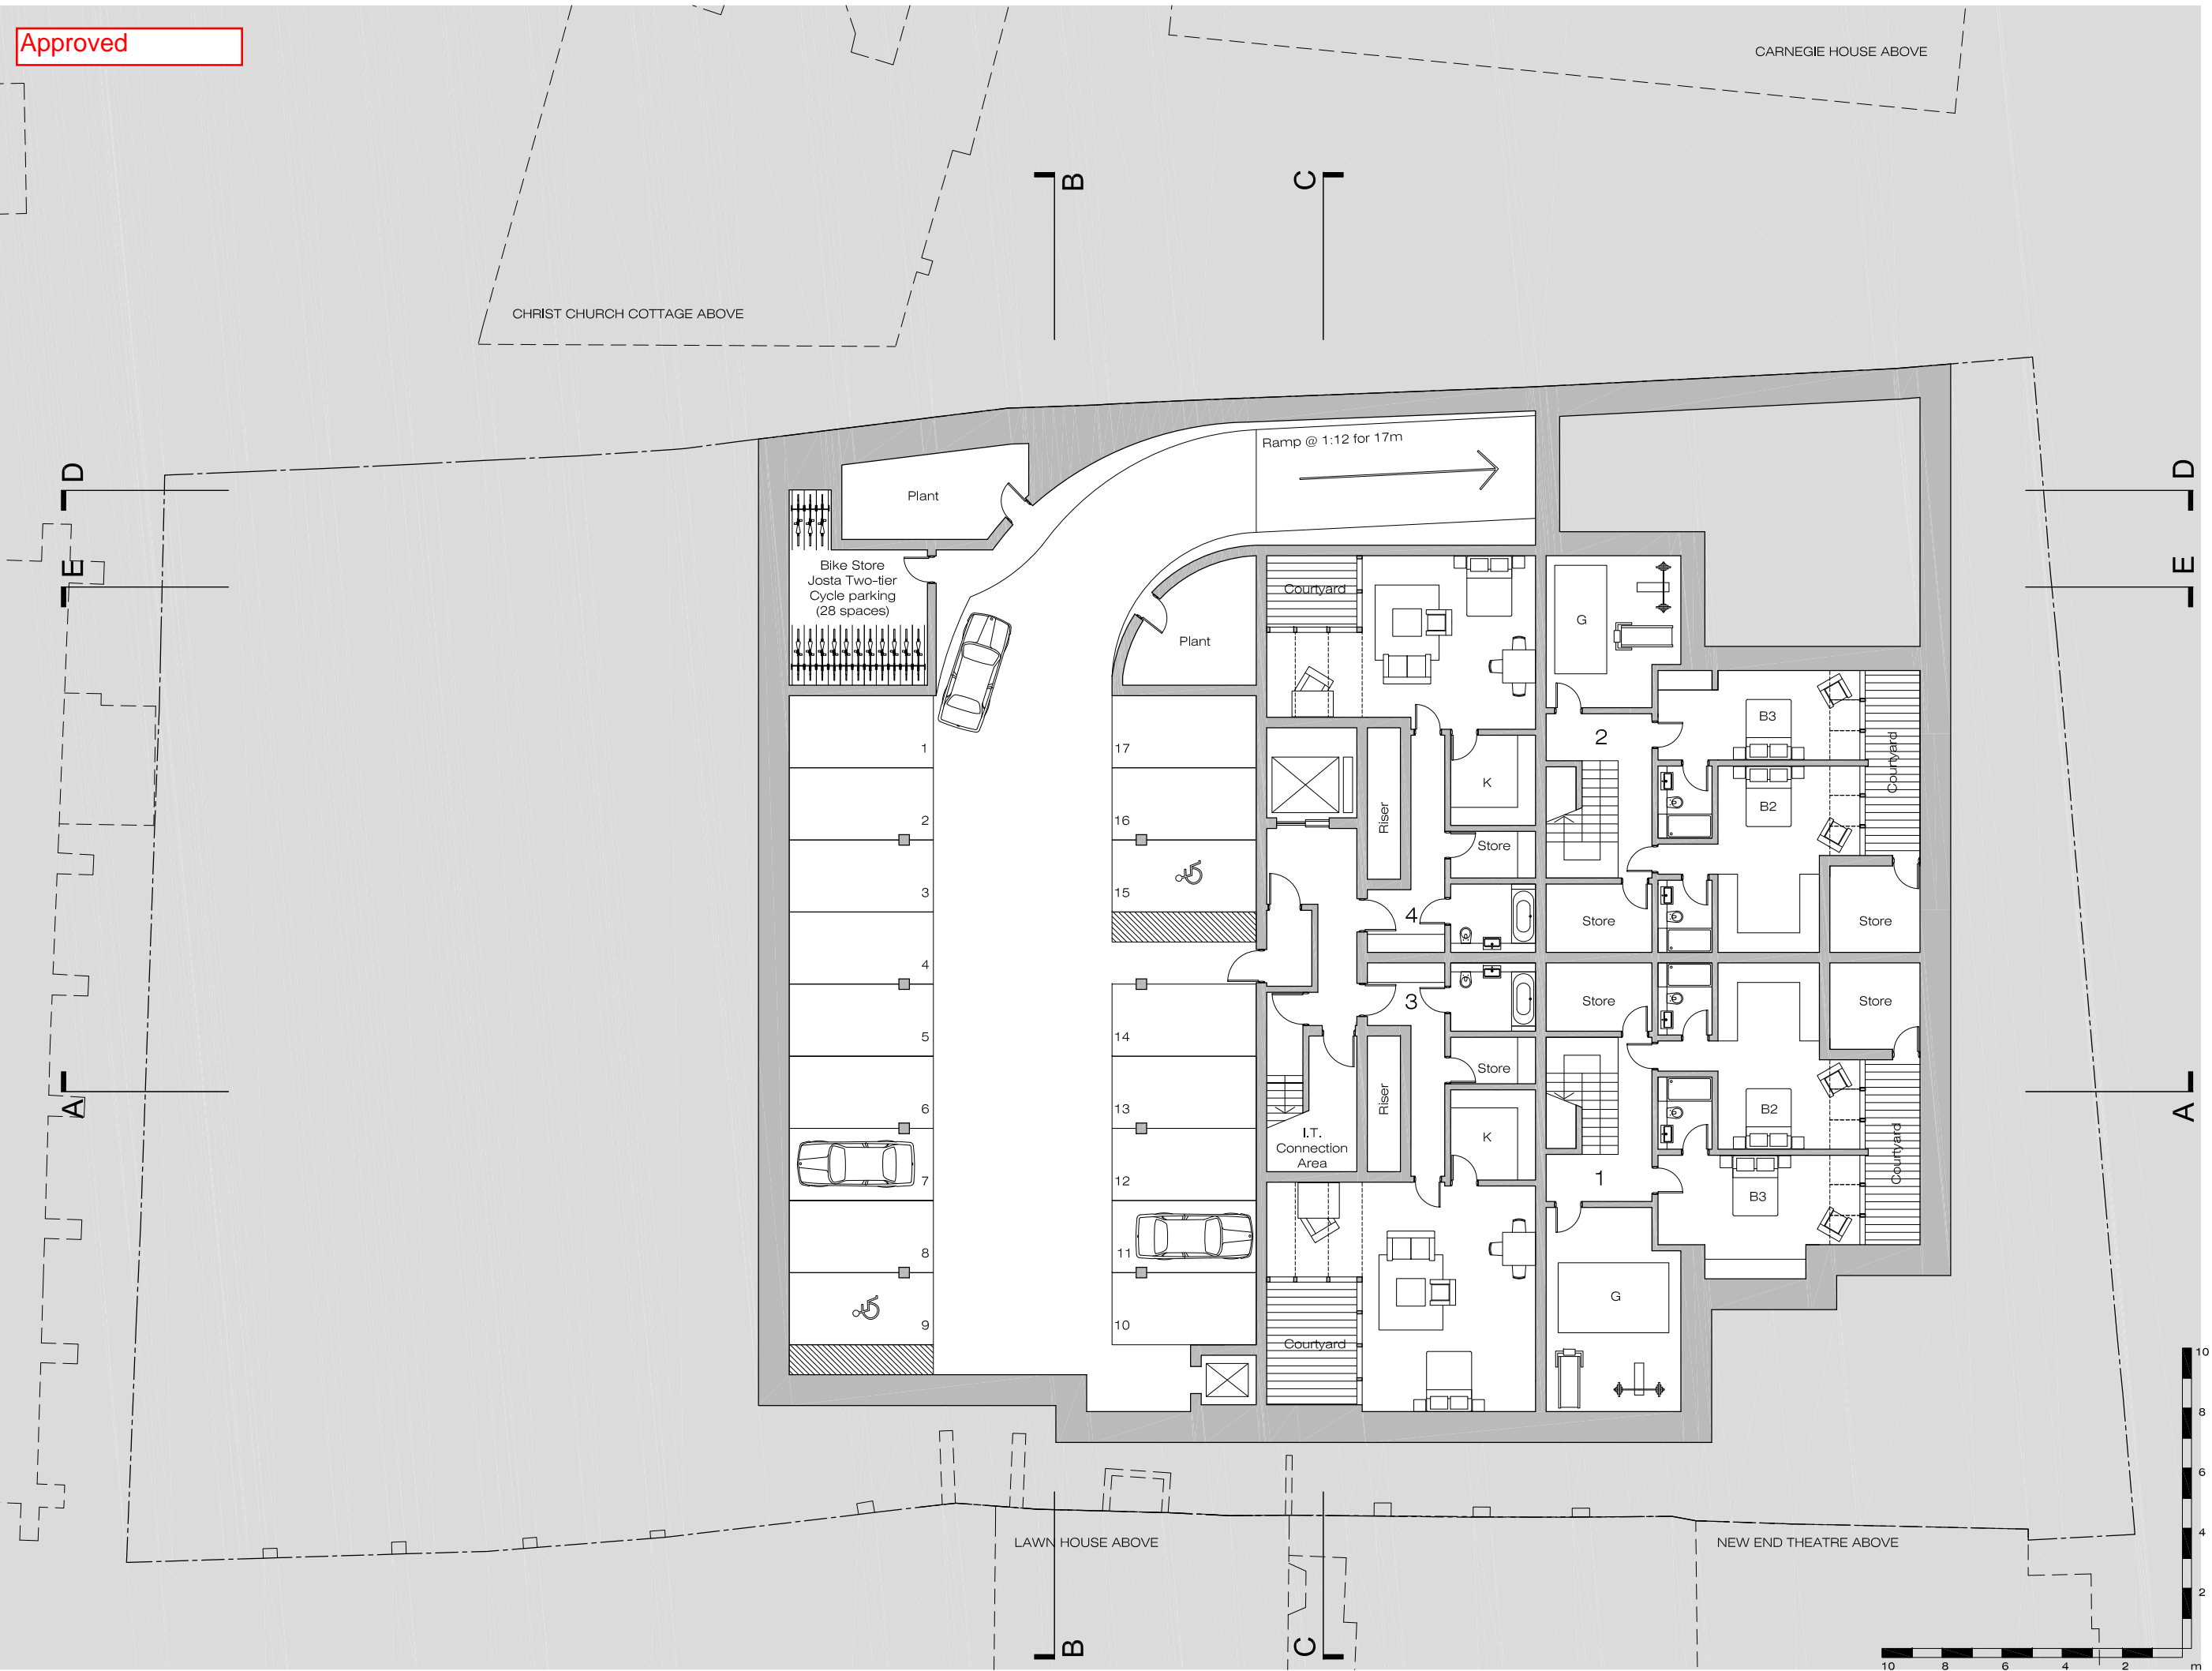 Approved
CARNEGIE HOUSE ABOVE
B
C
CHRIST CHURCH COTTAGE ABOVE
D
D
Ramp @ 1:12 for 17m
Plant
E
E
Bike Store
Josta Two-tier
Cycle parking
(28 spaces)
Courtyard
G
Plant
1
17
2
B3
Courtyard
K
B2
2
16
Riser
Store
3
15
4
Store
Store
4
3
Store
Store
5
14
Store
6
13
Riser
A
A
I.T.
Connection
Area
K
B2
Courtyard
7
12
1
B3
8
11
G
9
10
Courtyard
10
8
6
4
2
LAWN HOUSE ABOVE
NEW END THEATRE ABOVE
B
C
10
8
6
4
2
m